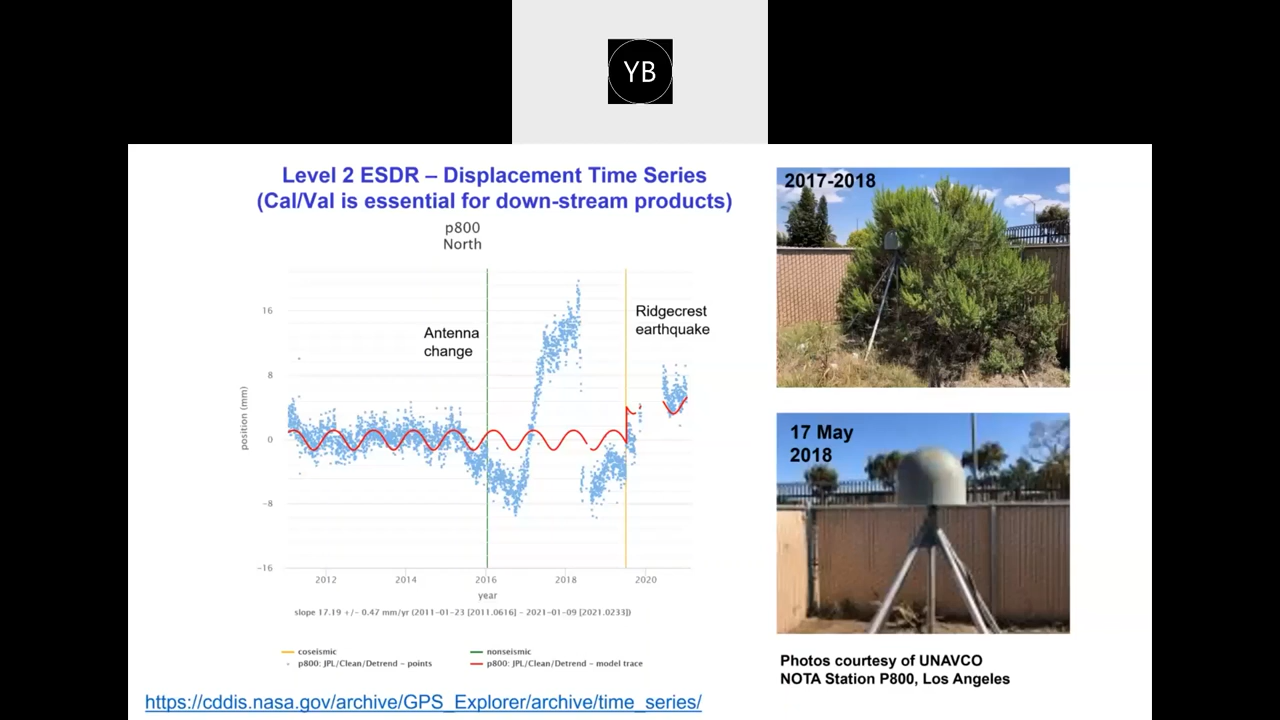 YB
Level 2 ESDR – Displacement Time Series
(Cal/Val is essential for down-stream products)
p800
North
16
8
0
-8
-16
position (mm)
Antenna
change
Ridgecrest
earthquake
2012 2014 2016 2018 2020
year
slope 17.19 +/- 0.47 mm/yr (2011-01-23 [2011.0616] - 2021-01-09 [2021.0233])
coseismic nonseismic
p800: JPL/Clean/Detrend - points p800: JPL/Clean/Detrend - model trace
https://cddis.nasa.gov/archive/GPS_Explorer/archive/time_series/
2017-2018
17 May
2018
Photos courtesy of UNAVCO
NOTA Station P800, Los Angeles